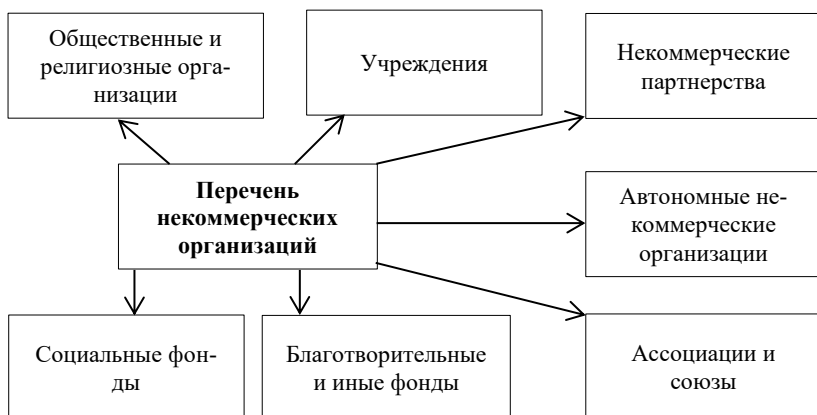 Общественные и
религиозные орга-
низации
Учреждения
Некоммерческие
партнерства
Перечень
некоммерческих
организаций
Автономные не-
коммерческие
организации
Социальные фон-
ды
Благотворительные
и иные фонды
Ассоциации и
союзы